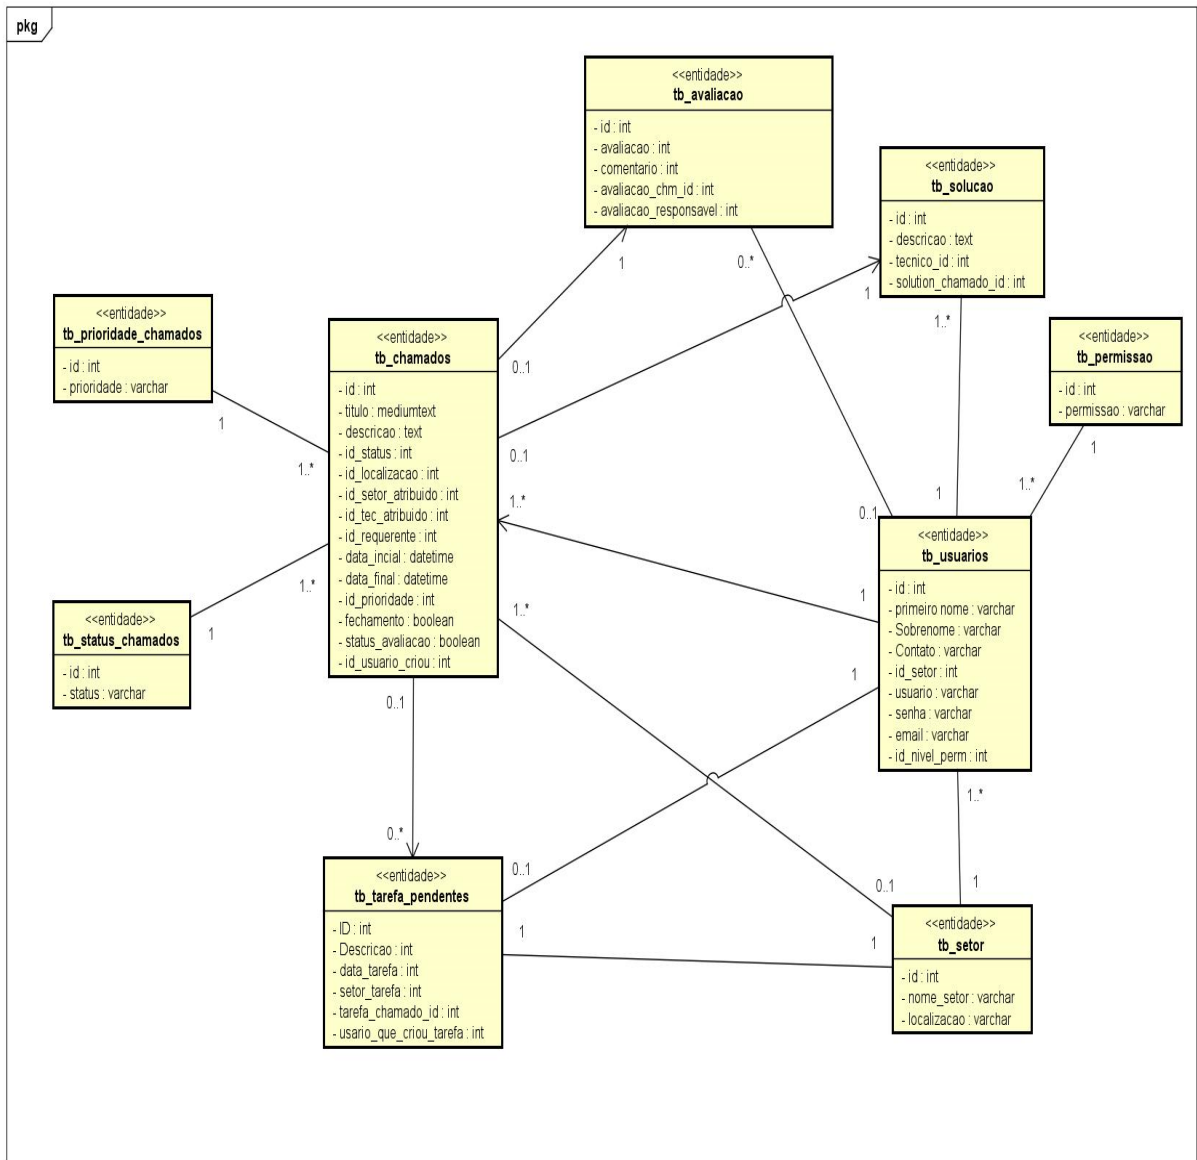 pkg
<<entidade>>
tb_avaliacao
- id : int
- avaliacao : int
- comentario : int
- avaliacao_chm_id : int
- avaliacao_responsavel : int
<<entidade>>
tb_solucao
- id : int
- descricao : text
- tecnico_id : int
- solution_chamado_id : int
<<entidade>>
tb_prioridade_chamados
- id : int
- prioridade : varchar
<<entidade>>
tb_chamados
- id : int
- titulo : mediumtext
- descricao : text
- id_status : int
- id_localizacao : int
- id_setor_atribuido : int
- id_tec_atribuido : int
- id_requerente : int
- data_incial : datetime
- data_final : datetime
- id_prioridade : int
- fechamento : boolean
- status_avaliacao : boolean
- id_usuario_criou : int
<<entidade>>
tb_permissao
- id : int
- permissao : varchar
<<entidade>>
tb_usuarios
- id : int
- primeiro nome : varchar
- Sobrenome : varchar
- Contato : varchar
- id_setor : int
- usuario : varchar
- senha : varchar
- email : varchar
- id_nivel_perm : int
<<entidade>>
tb_status_chamados
- id : int
- status : varchar
<<entidade>>
tb_tarefa_pendentes
- ID : int
- Descricao : int
- data_tarefa : int
- setor_tarefa : int
- tarefa_chamado_id : int
- usario_que_criou_tarefa : int
<<entidade>>
tb_setor
- id : int
- nome_setor : varchar
- localizacao : varchar
1
0..*
1
1..*
0..1
1
1
1..*
1..*
0..1
1..*
1
0..1
1
1..*
1
1..*
1
0..1
1
1..*
0..*
0..1
0..1
1
1
1